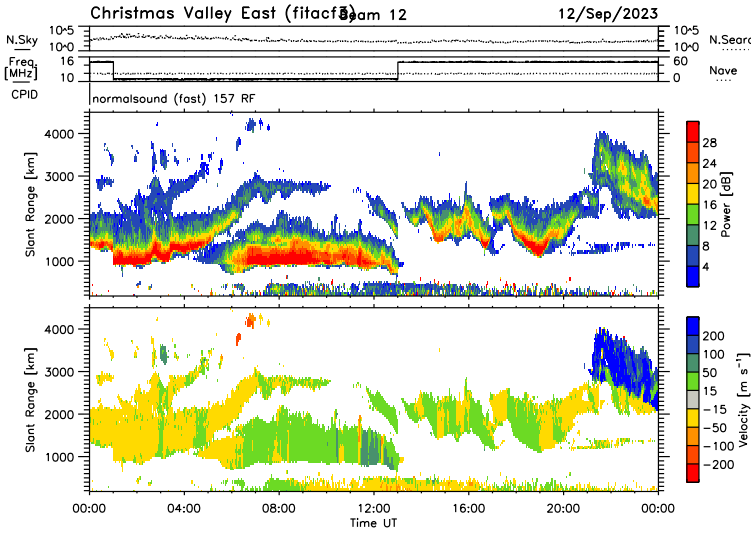 Christmas Valley East (fitacf3)
Beam 12
12/Sep/2023
N.Sky
10^5
10^0
10^5
10^0
N.Sear
Freq.
[MHz]
16
10
60
0
Nave
CPID
normalsound (fast) 157 RF
Slant Range [km]
4000
3000
2000
1000
28
24
20
16
12
8
4
Power [dB]
Slant Range [km]
4000
3000
2000
1000
200
100
50
15
-15
-50
-100
-200
Velocity [m s⁻¹]
00:00
04:00
08:00
12:00
16:00
20:00
00:00
Time UT